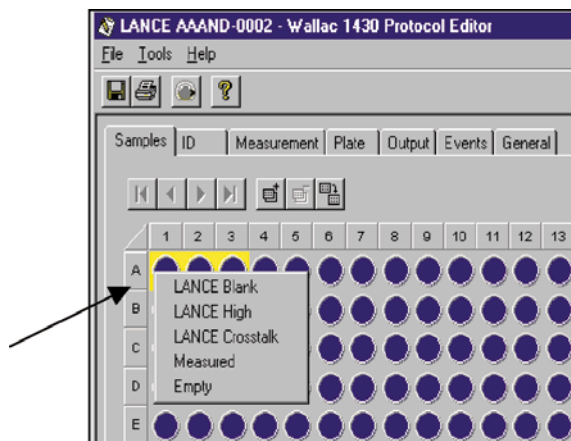 LANCE AAAND-0002 - Wallac 1430 Protocol Editor
File Tools Help
Samples ID Measurement Plate Output Events General
1 2 3 4 5 6 7 8 9 10 11 12 13
A
LANCE Blank
B
LANCE High
LANCE Crosstalk
C
Measured
D
Empty
E